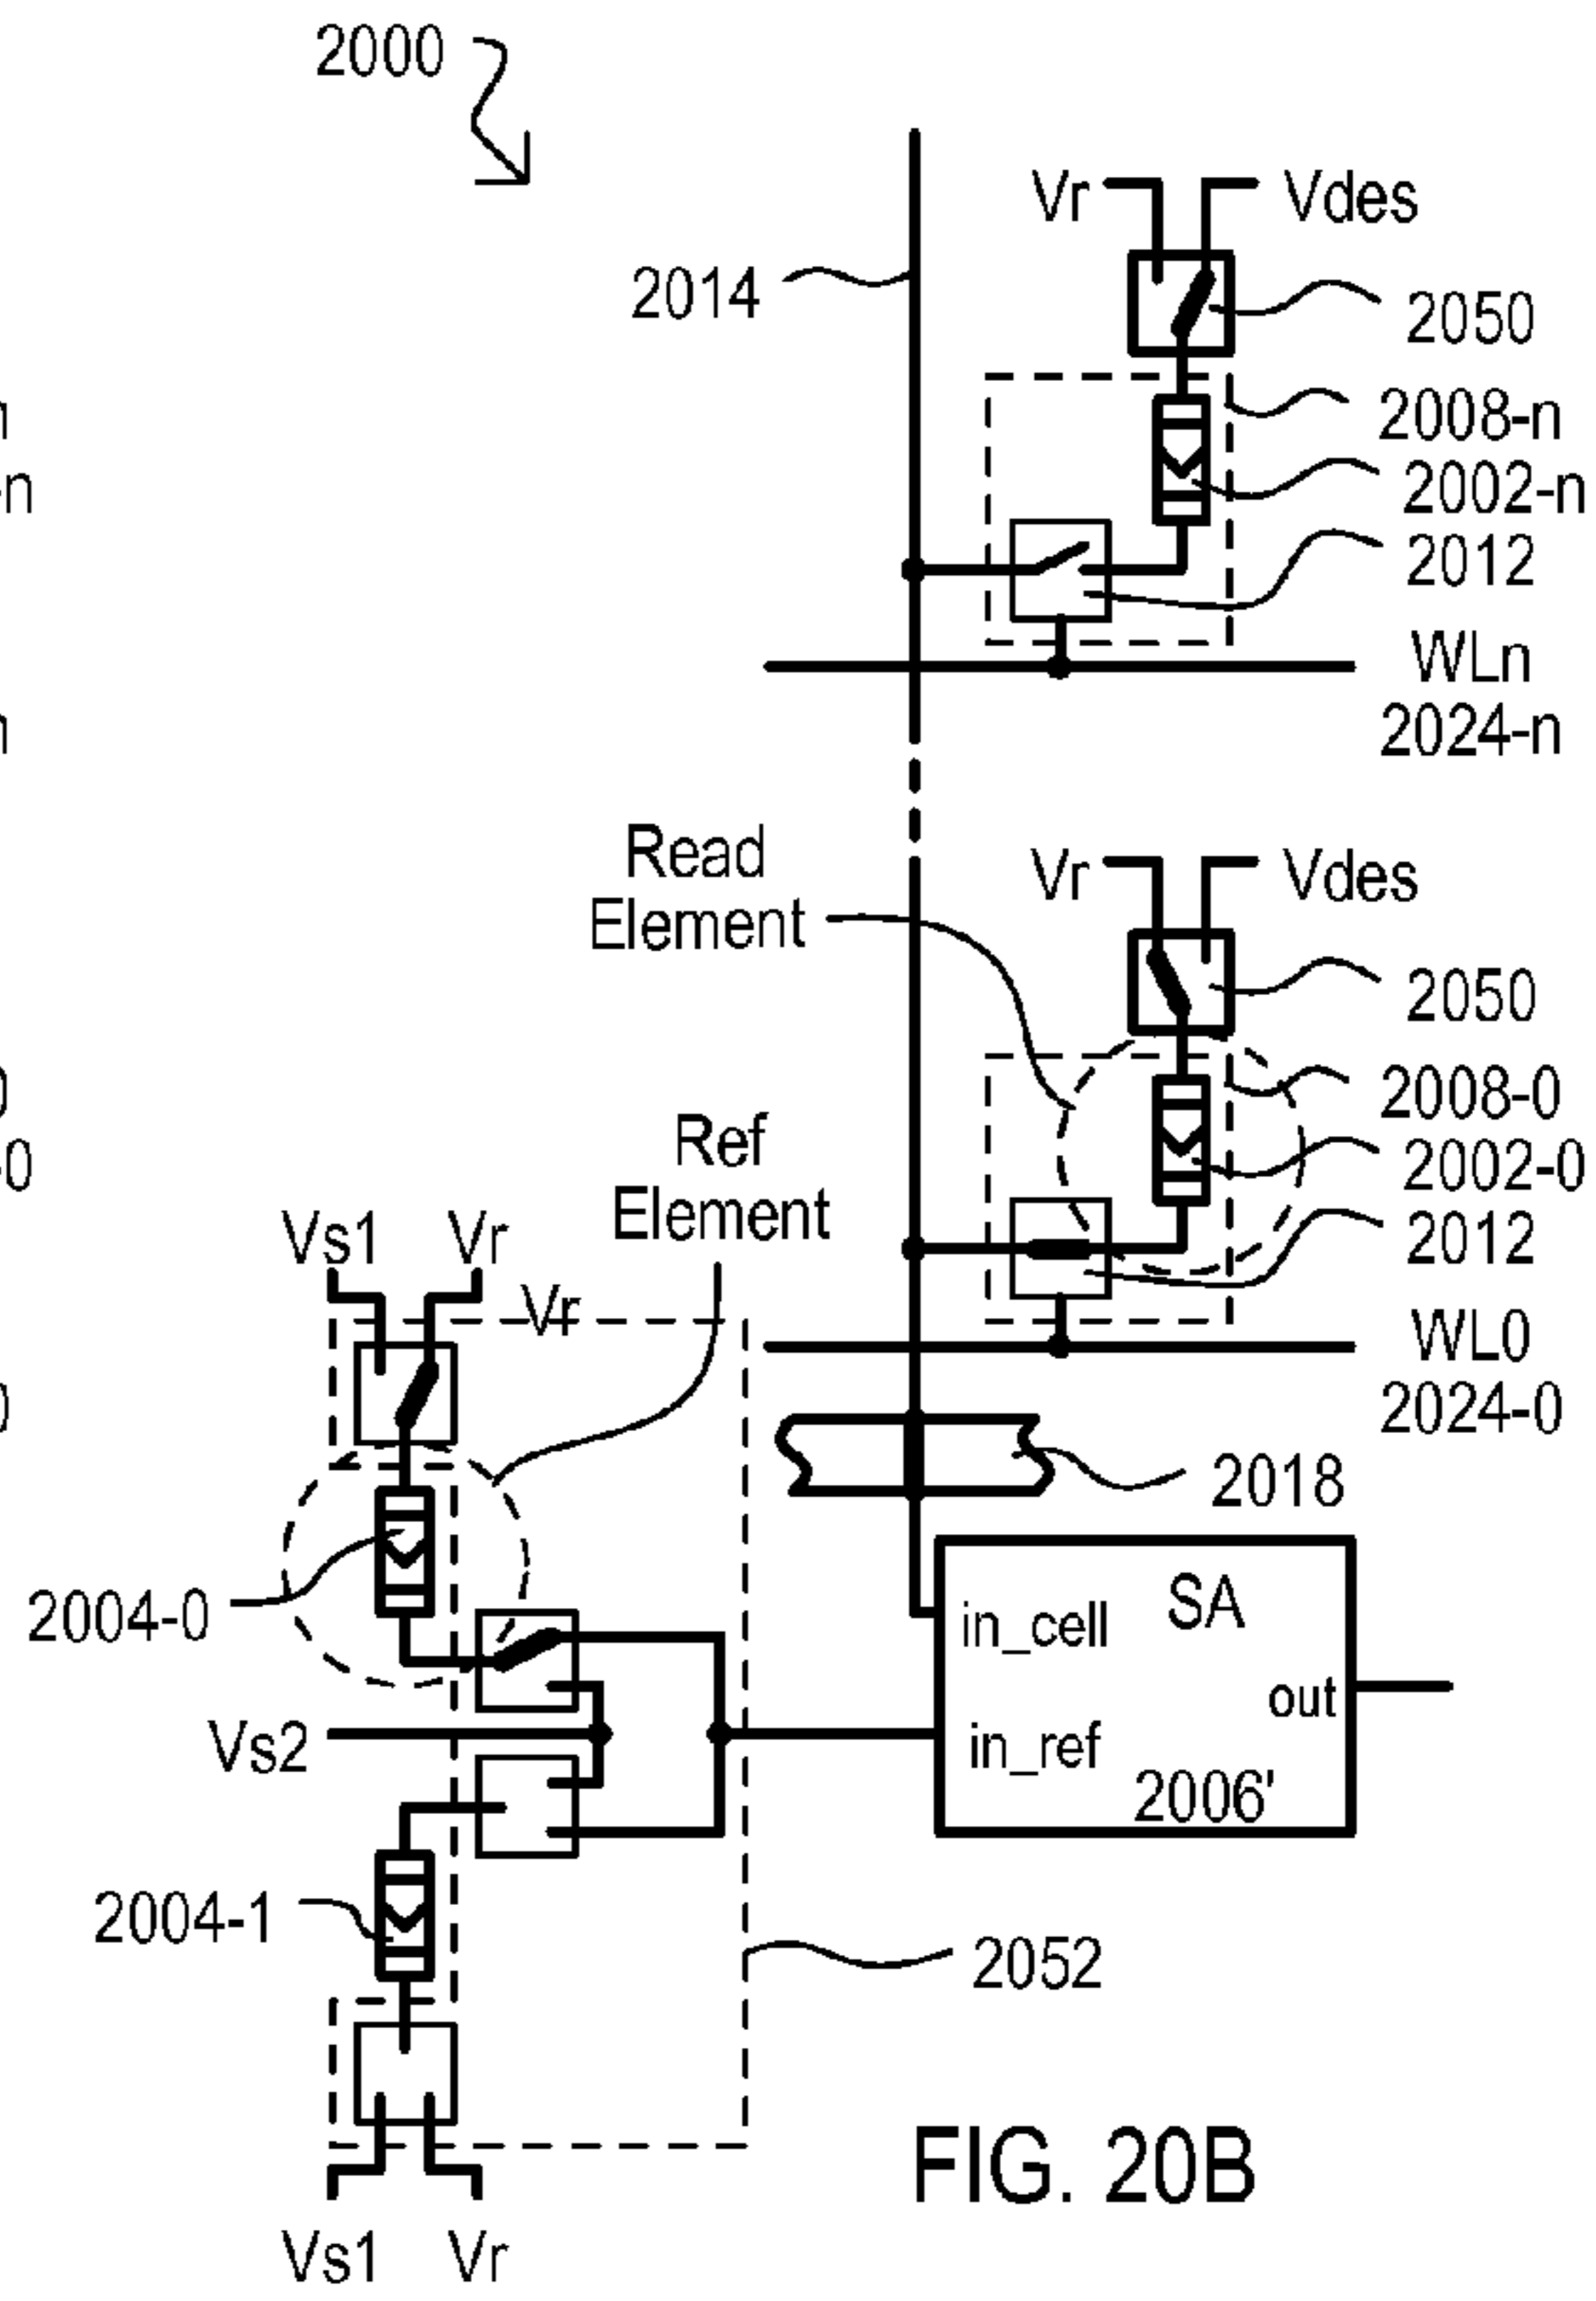 2000
Vr
Vdes
2014
2050
2008-n
n
2002-n
-n
2012
WLn
2024-n
n
Read
Element
Vr
Vdes
2050
2008-0
Ref
Element
2002-0
-0
2012
Vs1
Vr
Vr
WL0
2024-0
0
2018
2004-0
SA
in_cell
out
Vs2
in_ref
2006'
2004-1
2052
FIG. 20B
Vs1
Vr